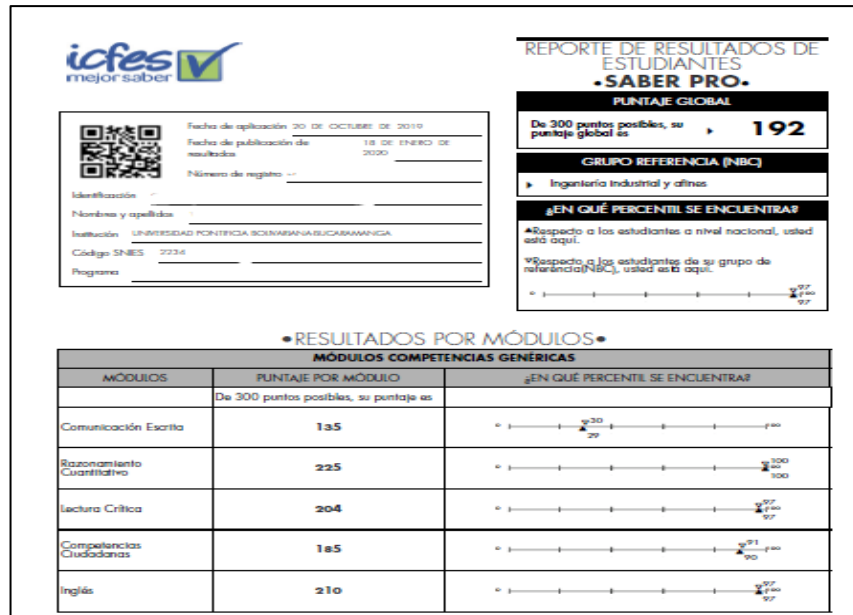 icfes
mejor saber
REPORTE DE RESULTADOS DE
ESTUDIANTES
•SABER PRO•
PUNTAJE GLOBAL
De 300 puntos posibles, su
puntaje global es
192
GRUPO REFERENCIA (NBC)
Ingeniería industrial y afines
¿EN QUÉ PERCENTIL SE ENCUENTRA?
Respecto a los estudiantes a nivel nacional, usted
está aquí.
Respecto a los estudiantes de su grupo de
referencia(NBC), usted está aquí.
0 97 100
97
Fecha de aplicación 20 DE OCTUBRE DE 2019
Fecha de publicación de 18 DE ENERO DE
resultados 2020
Número de registro
Identificación
Nombres y apellidos
Institución UNIVERSIDAD PONTIFICIA BOLIVARIANA-BUCARAMANGA
Código SNIES 2234
Programa
•RESULTADOS POR MÓDULOS•
MÓDULOS COMPETENCIAS GENÉRICAS
MÓDULOS PUNTAJE POR MÓDULO ¿EN QUÉ PERCENTIL SE ENCUENTRA?
De 300 puntos posibles, su puntaje es
Comunicación Escrita 135 0 30 100
29
Razonamiento
Cuantitativo 225 0 100 100
100
Lectura Crítica 204 0 97 100
97
Competencias
Ciudadanas 185 0 91 100
90
Inglés 210 0 97 100
97